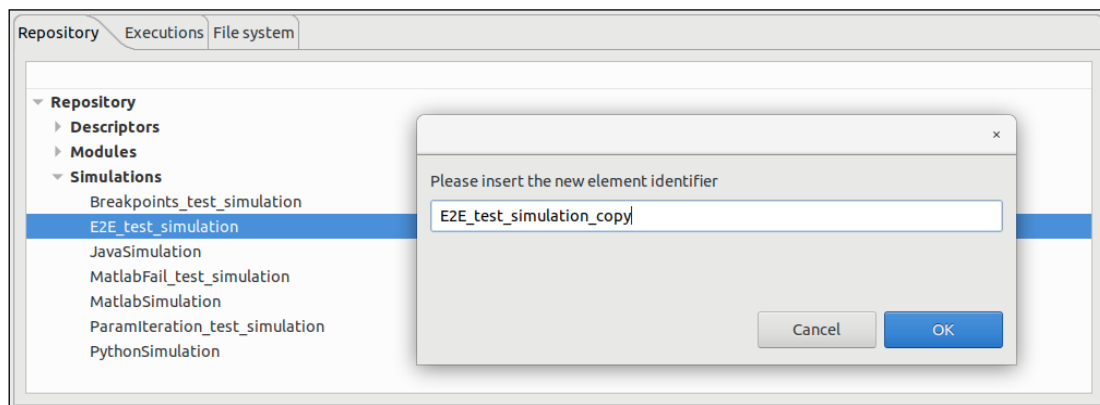 Repository Executions File system
Repository
Descriptors
Modules
Simulations
Breakpoints_test_simulation
E2E_test_simulation
JavaSimulation
MatlabFail_test_simulation
MatlabSimulation
ParamIteration_test_simulation
PythonSimulation
×
Please insert the new element identifier
E2E_test_simulation_copy
Cancel OK